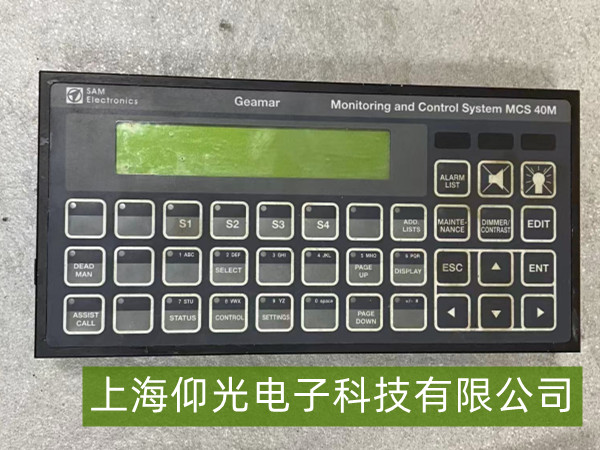 SAM
Electronics
Geamar
Monitoring and Control System MCS 40M
ALARM
LIST
S1
S2
S3
S4
ADD.
LISTS
MAINTE-
NANCE
DIMMER/
CONTRAST
EDIT
DEAD
MAN
1 ABC
2 DEF
SELECT
3 GHI
4 JKL
5 MNO
PAGE
UP
6 PQR
DISPLAY
ESC
ENT
ASSIST
CALL
7 STU
STATUS
8 VWX
CONTROL
9 YZ
SETTINGS
0 space
PAGE
DOWN
上海仰光电子科技有限公司